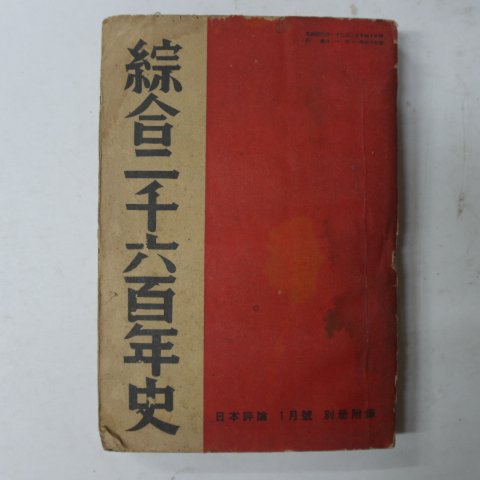 綜合二千六百年史
日本評論 1月號 別冊附錄